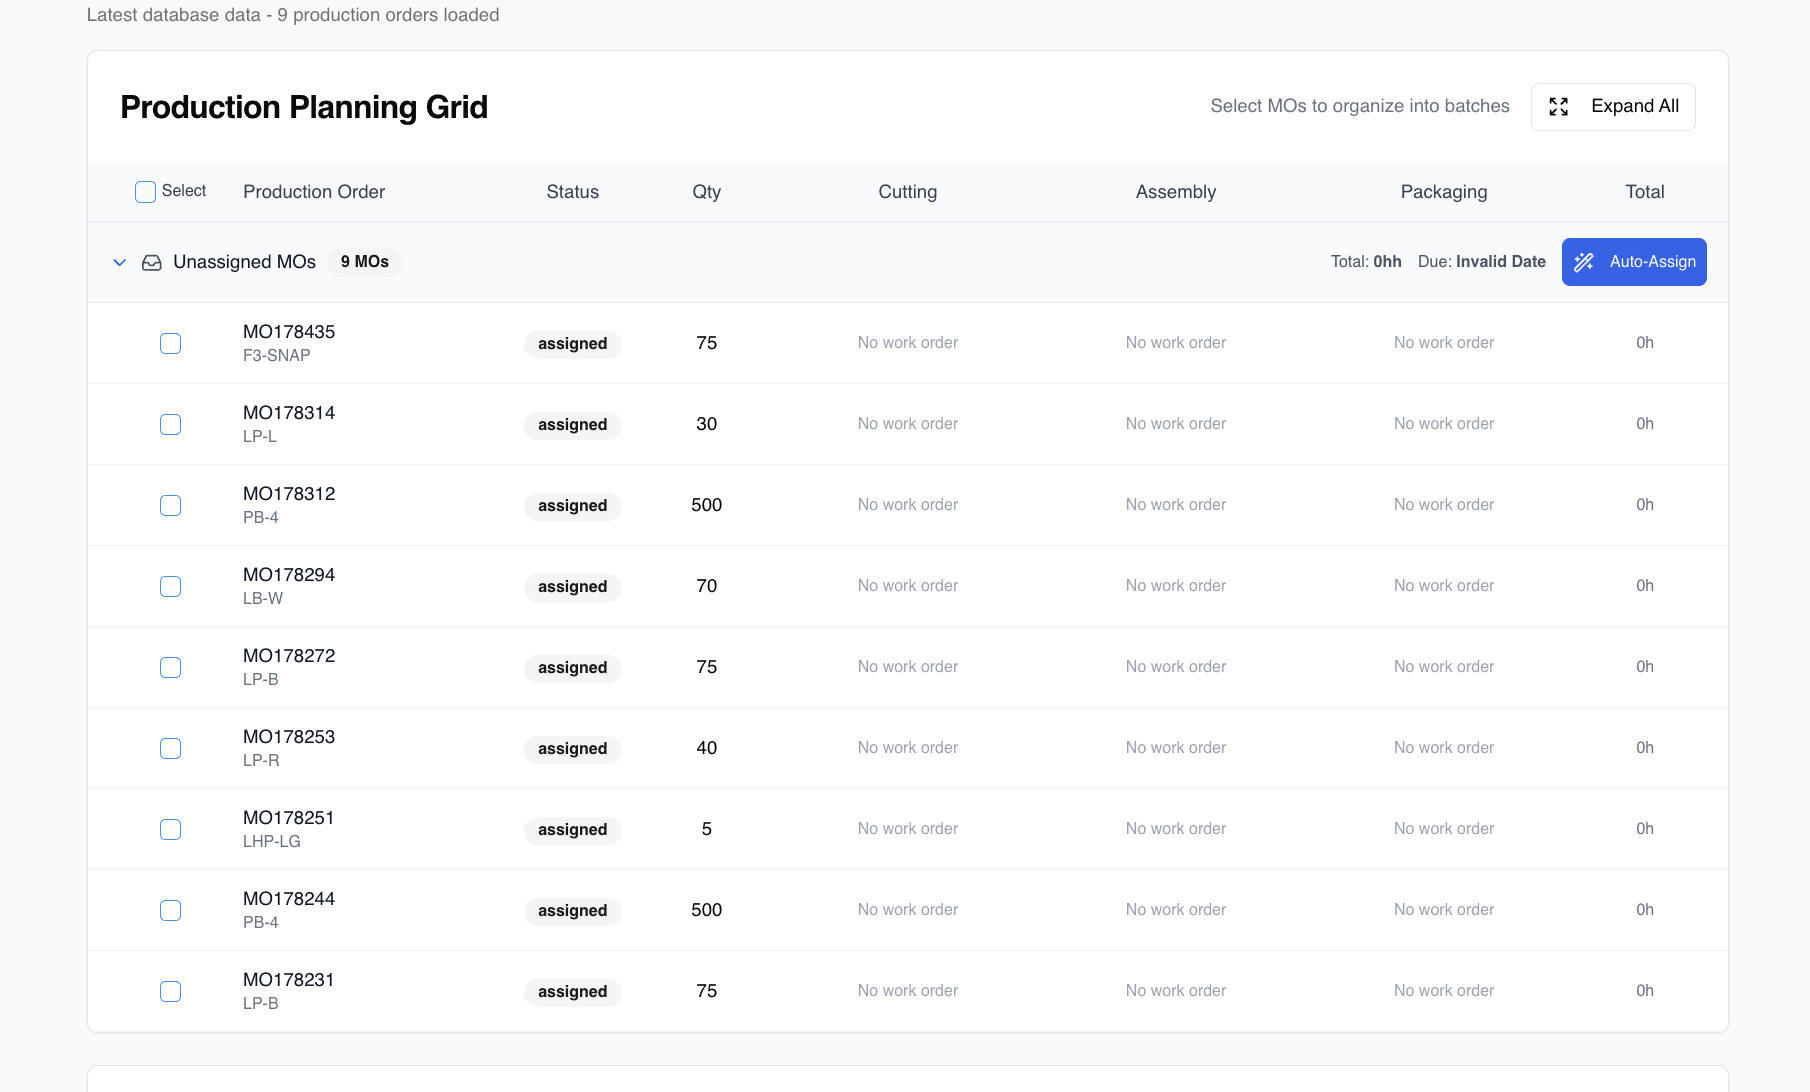 Latest database data - 9 production orders loaded
Production Planning Grid
Select MOs to organize into batches
Expand All
Select Production Order Status Qty Cutting Assembly Packaging Total
Unassigned MOs 9 MOs Total: 0hh Due: Invalid Date Auto-Assign
MO178435
F3-SNAP
assigned 75 No work order No work order No work order 0h
MO178314
LP-L
assigned 30 No work order No work order No work order 0h
MO178312
PB-4
assigned 500 No work order No work order No work order 0h
MO178294
LB-W
assigned 70 No work order No work order No work order 0h
MO178272
LP-B
assigned 75 No work order No work order No work order 0h
MO178253
LP-R
assigned 40 No work order No work order No work order 0h
MO178251
LHP-LG
assigned 5 No work order No work order No work order 0h
MO178244
PB-4
assigned 500 No work order No work order No work order 0h
MO178231
LP-B
assigned 75 No work order No work order No work order 0h